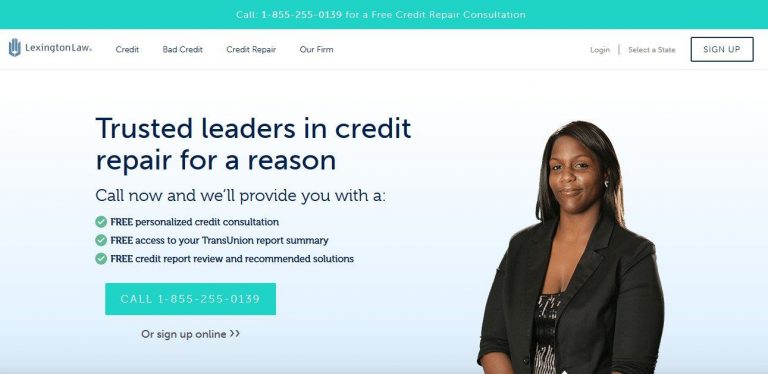 Call: 1-855-255-0139 for a Free Credit Repair Consultation
LexingtonLaw.
Credit
Bad Credit
Credit Repair
Our Firm
Login
Select a State
SIGN UP
Trusted leaders in credit
repair for a reason
Call now and we’ll provide you with a:
FREE personalized credit consultation
FREE access to your TransUnion report summary
FREE credit report review and recommended solutions
CALL 1-855-255-0139
Or sign up online >>